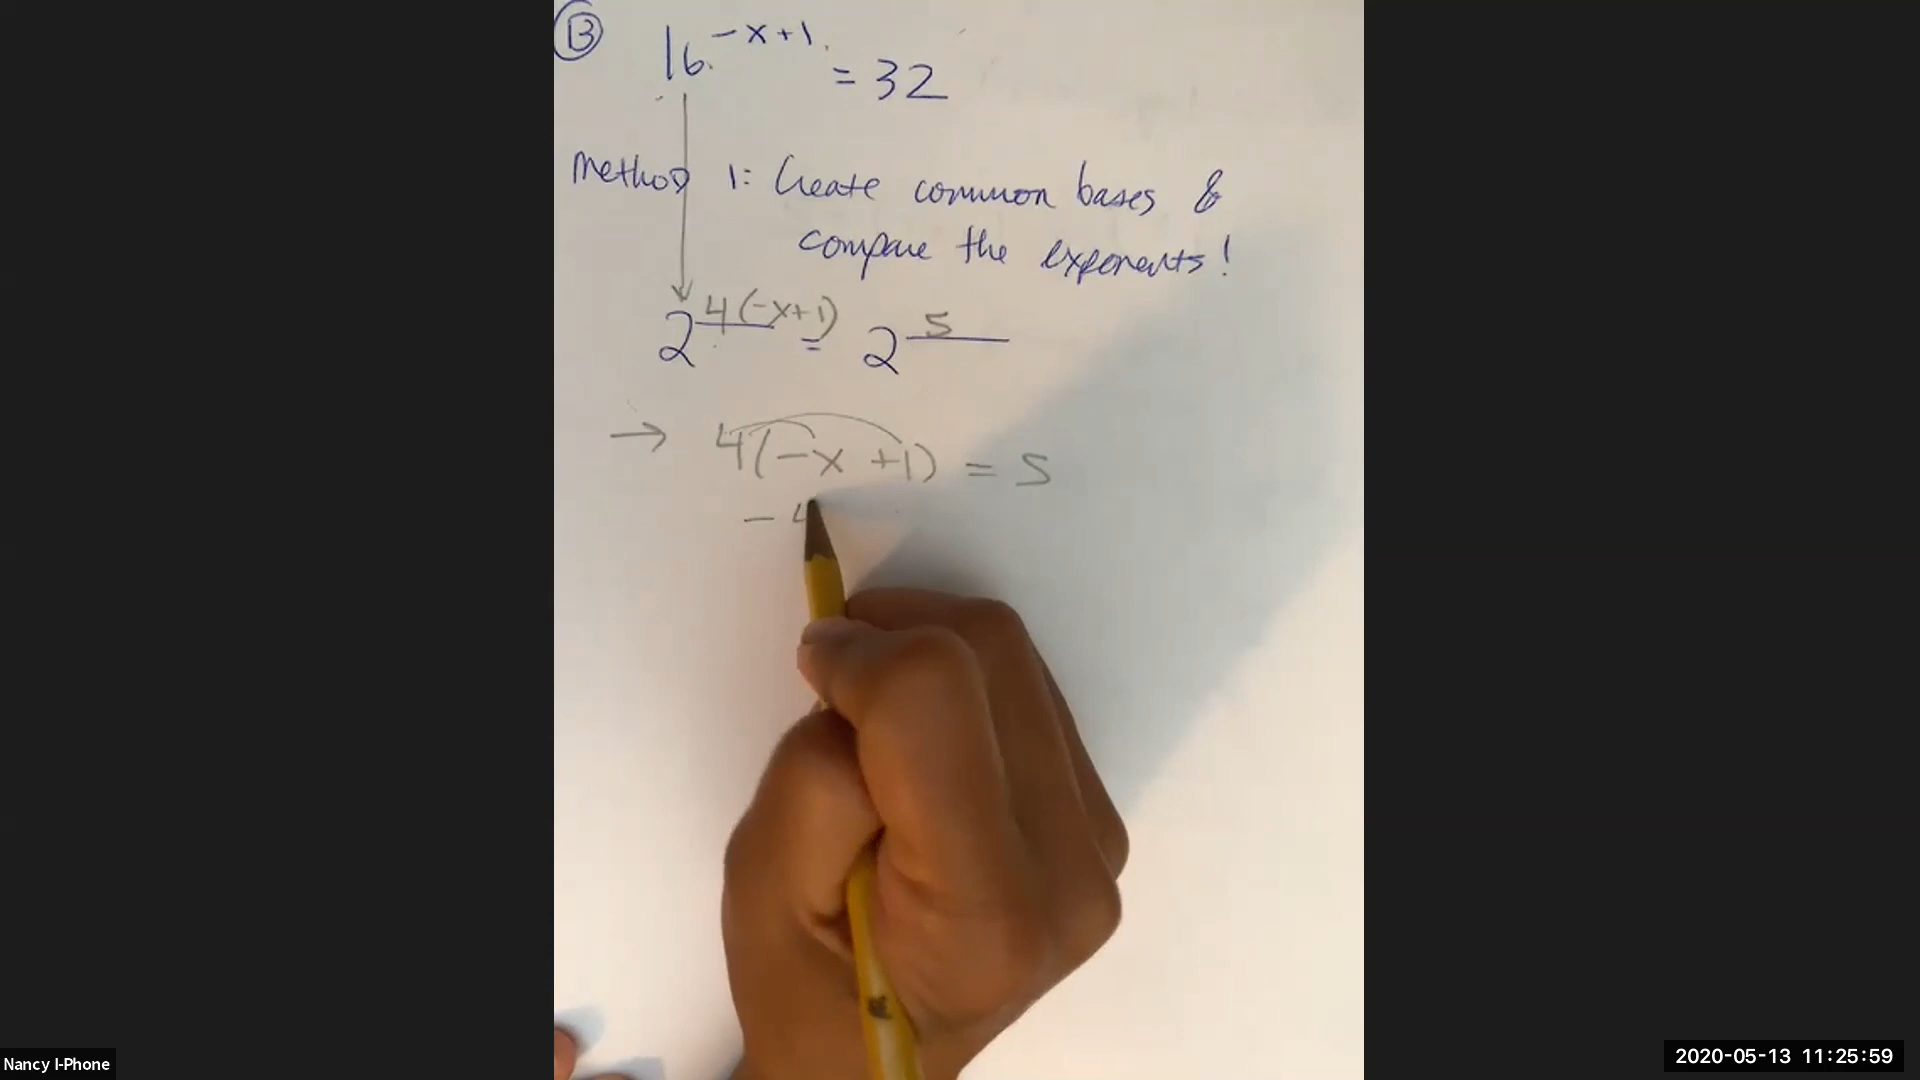 13 16^-x+1 = 32
Method 1: Create common bases &
compare the exponents!
2^4(-x+1) = 2^5
→ 4(-x+1) = 5
-4
Nancy I-Phone
2020-05-13 11:25:59